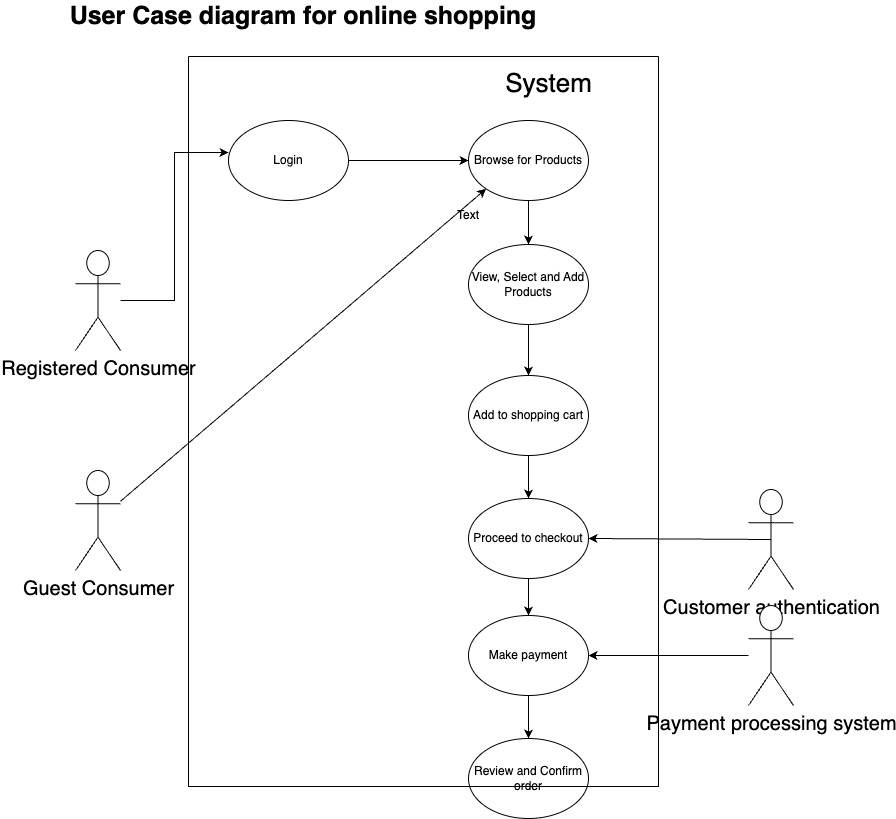 User Case diagram for online shopping
System
Login
Browse for Products
Text
View, Select and Add
Products
Registered Consumer
Add to shopping cart
Proceed to checkout
Guest Consumer
Customer authentication
Make payment
Payment processing system
Review and Confirm
order